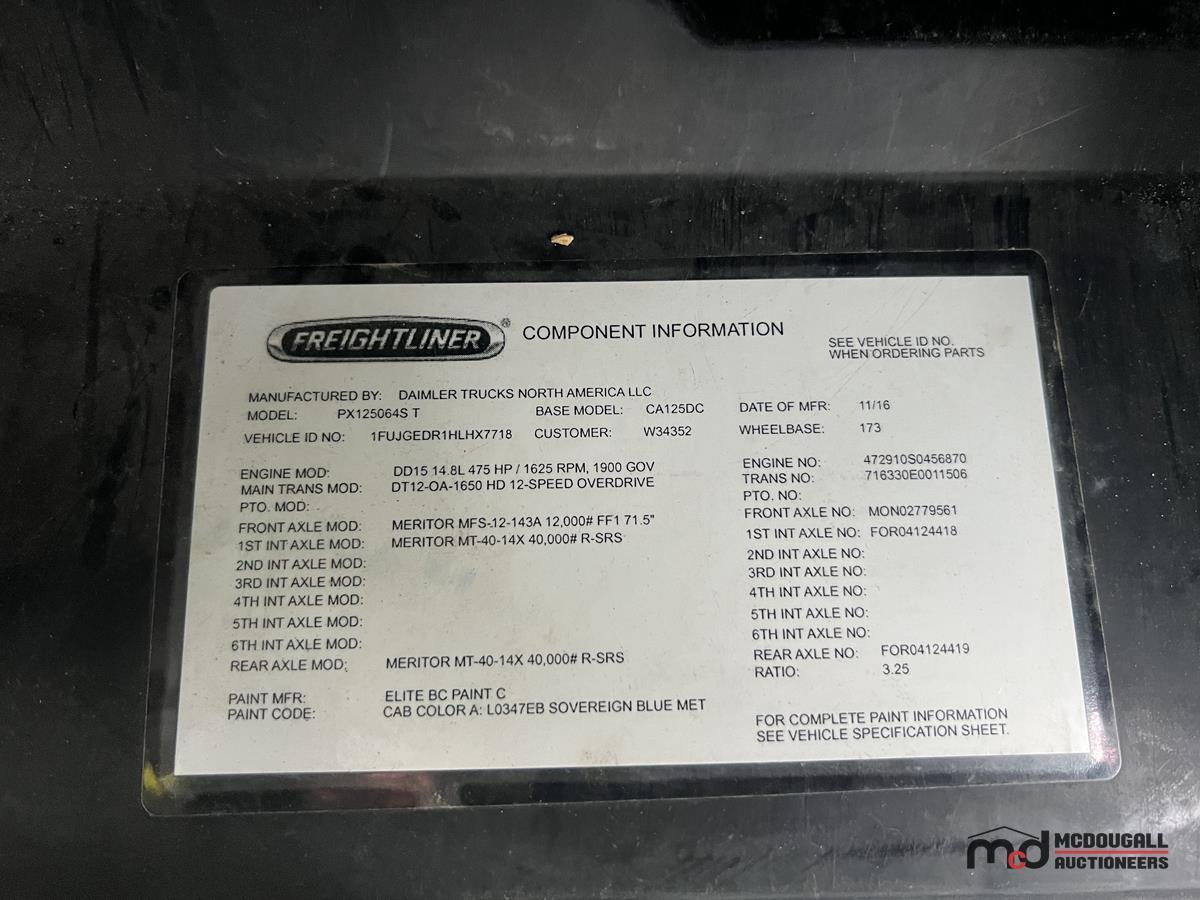 FREIGHTLINER ® COMPONENT INFORMATION
SEE VEHICLE ID NO.
WHEN ORDERING PARTS
MANUFACTURED BY: DAIMLER TRUCKS NORTH AMERICA LLC
MODEL: PX125064S T BASE MODEL: CA125DC DATE OF MFR: 11/16
VEHICLE ID NO: 1FUJGEDR1HLHX7718 CUSTOMER: W34352 WHEELBASE: 173
ENGINE MOD: DD15 14.8L 475 HP / 1625 RPM, 1900 GOV ENGINE NO: 472910S0456870
MAIN TRANS MOD: DT12-OA-1650 HD 12-SPEED OVERDRIVE TRANS NO: 716330E0011506
PTO. MOD: PTO. NO:
FRONT AXLE MOD: MERITOR MFS-12-143A 12,000# FF1 71.5" FRONT AXLE NO: MON02779561
1ST INT AXLE MOD: MERITOR MT-40-14X 40,000# R-SRS 1ST INT AXLE NO: FOR04124418
2ND INT AXLE MOD: 2ND INT AXLE NO:
3RD INT AXLE MOD: 3RD INT AXLE NO:
4TH INT AXLE MOD: 4TH INT AXLE NO:
5TH INT AXLE MOD: 5TH INT AXLE NO:
6TH INT AXLE MOD: 6TH INT AXLE NO:
REAR AXLE MOD: MERITOR MT-40-14X 40,000# R-SRS REAR AXLE NO: FOR04124419
RATIO: 3.25
PAINT MFR: ELITE BC PAINT C
PAINT CODE: CAB COLOR A: L0347EB SOVEREIGN BLUE MET
FOR COMPLETE PAINT INFORMATION
SEE VEHICLE SPECIFICATION SHEET.
mcd MCDOUGALL
AUCTIONEERS